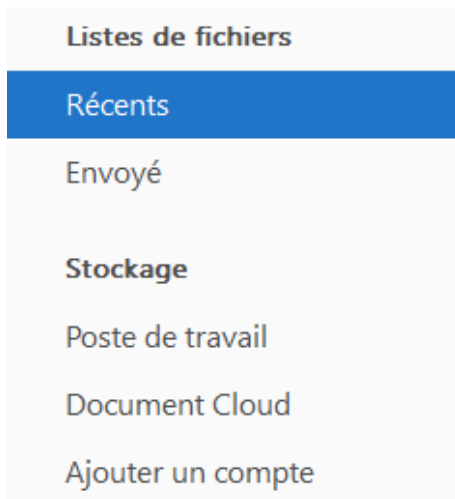 Listes de fichiers
Récents
Envoyé
Stockage
Poste de travail
Document Cloud
Ajouter un compte